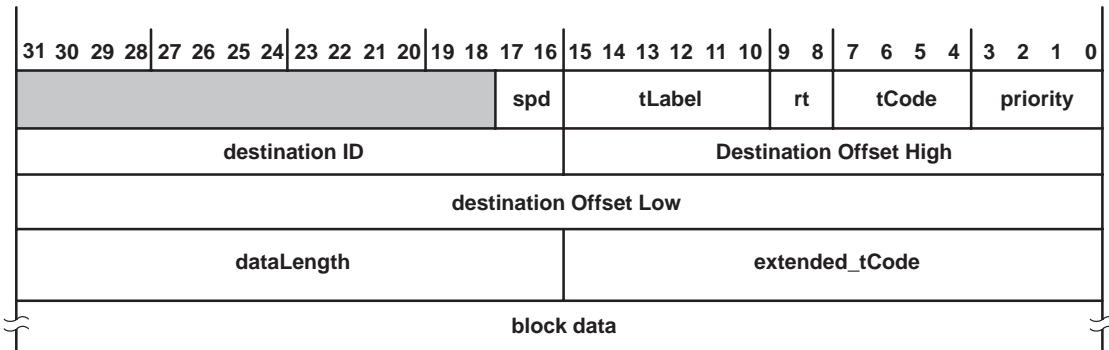 31 30 29 28 27 26 25 24 23 22 21 20 19 18 17 16 15 14 13 12 11 10 9 8 7 6 5 4 3 2 1 0
spd tLabel rt tCode priority
destination ID Destination Offset High
destination Offset Low
dataLength extended_tCode
block data